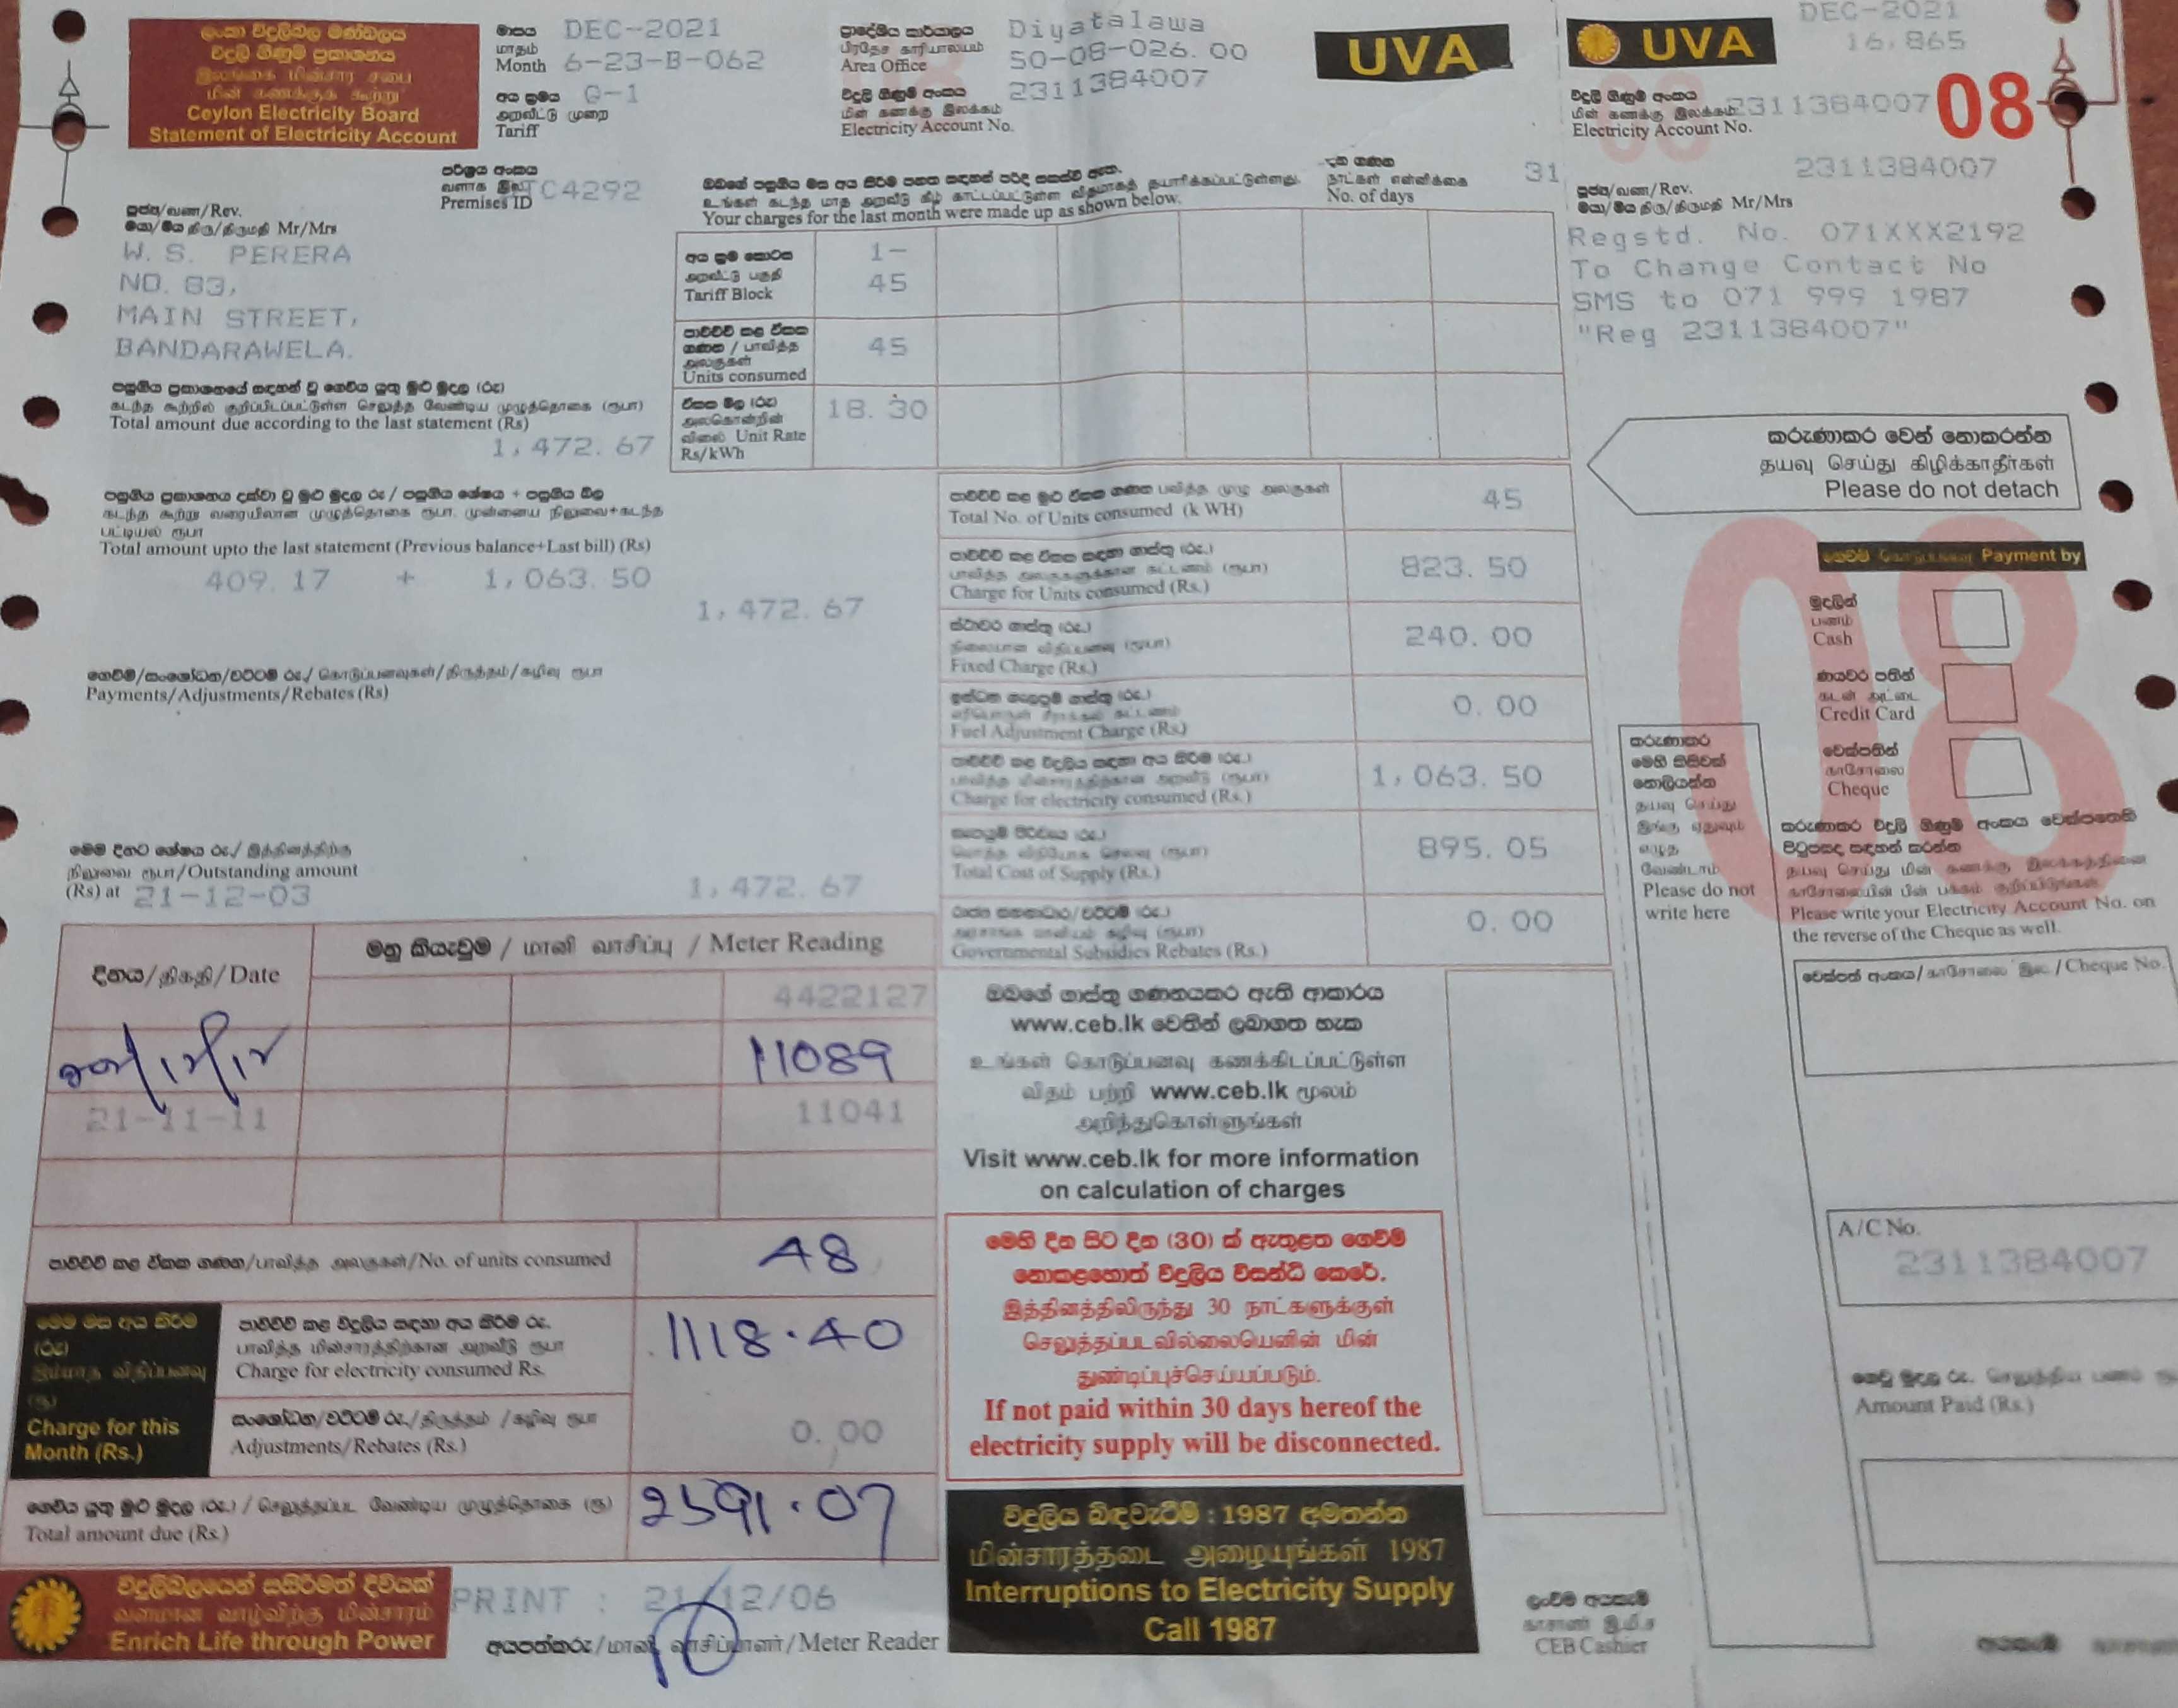 ලංකා විදුලිබල මණ්ඩලය
විදුලි ගිණුම් ප්‍රකාශනය
இலங்கை மின்சார சபை
மின் கணக்குக் கூற்று
Ceylon Electricity Board
Statement of Electricity Account
මාසය
மாதம்
Month
DEC-2021
6-23-B-062
අය ක්‍රමය
அறவீட்டு முறை
Tariff
G-1
ප්‍රාදේශීය කාර්යාලය
பிரதேச காரியாலயம்
Area Office
Diyatalawa
50-08-026.00
විදුලි ගිණුම් අංකය
மின் கணக்கு இலக்கம்
Electricity Account No.
2311384007
UVA
පරිශ්‍රය අංකය
வளாக இல
Premises ID
TC4292
පූජ්‍ය/வண/Rev.
මයා/මිය திரு/திருமதி Mr/Mrs
W. S. PERERA
NO. 83,
MAIN STREET,
BANDARAWELA.
ඔබගේ පසුගිය මස අය කිරීම් පහත සඳහන් පරිදි සකස්වී ඇත.
உங்கள் கடந்த மாத அறவீடு கீழ் காட்டப்பட்டுள்ள விதமாகத் தயாரிக்கப்பட்டுள்ளது.
Your charges for the last month were made up as shown below.
දින ගණන
நாட்கள் எண்ணிக்கை
No. of days
31
අය ක්‍රම කොටස
அறவீட்டு பகுதி
Tariff Block
1-
45
පාවිච්චි කල ඒකක
ගණන / பாவித்த
அலகுகள்
Units consumed
45
ඒකක මිල (රු)
அலகொன்றின்
விலை Unit Rate
Rs/kWh
18.30
පසුගිය ප්‍රකාශනයේ සඳහන් වූ ගෙවිය යුතු මුළු මුදල (රු)
கடந்த கூற்றில் குறிப்பிடப்பட்டுள்ள செலுத்த வேண்டிய முழுத்தொகை (ரூபா)
Total amount due according to the last statement (Rs)
1,472.67
පසුගිය ප්‍රකාශනය දක්වා වූ මුළු මුදල රු / පසුගිය ශේෂය + පසුගිය බිල
கடந்த கூற்று வரையிலான முழுத்தொகை ரூபா. முன்னைய நிலுவை+கடந்த
பட்டியல் ரூபா
Total amount upto the last statement (Previous balance+Last bill) (Rs)
409.17 + 1,063.50
1,472.67
ගෙවීම්/සංශෝධන/වට්ටම් රු./ கொடுப்பனவுகள்/திருத்தம்/கழிவு ரூபா
Payments/Adjustments/Rebates (Rs)
මෙම දිනට ශේෂය රු./ இத்தினத்திற்கு
நிலுவை ரூபா/Outstanding amount
(Rs) at 21-12-03
1,472.67
පාවිච්චි කළ මුළු ඒකක ගණන பவித்த முழு அலகுகள்
Total No. of Units consumed (k WH)
45
පාවිච්චි කළ ඒකක සඳහා ගාස්තු (රු.)
பாவித்த அலகுகளுக்கான கட்டணம் (ரூபா)
Charge for Units consumed (Rs.)
823.50
ස්ථාවර ගාස්තු (රු.)
நிலையான விதிப்பனவு (ரூபா)
Fixed Charge (Rs.)
240.00
ඉන්ධන ගැලපුම් ගාස්තු (රු.)
Fuel Adjustment Charge (Rs.)
0.00
පාවිච්චි කළ විදුලිය සඳහා අය කිරීම් (රු.)
பாவித்த மின்சாரத்திற்கான அறவீடு (ரூபா)
Charge for electricity consumed (Rs.)
1,063.50
සැපයුම් පිරිවැය (රු.)
மொத்த விநியோக செலவு (ரூபா)
Total Cost of Supply (Rs.)
895.05
රාජ්‍ය සහනාධාර/වට්ටම් (රු.)
அரசாங்க மானியம் கழிவு (ரூபா)
Governmental Subsidies Rebates (Rs.)
0.00
දිනය/திகதி/Date
මනු කියැවුම / மானி வாசிப்பு / Meter Reading
4422127
11089
21-11-11
11041
පාවිච්චි කළ ඒකක ගණන/பாவித்த அலகுகள்/No. of units consumed
48
මෙම මස අය කිරීම්
(රු)
இம்மாத விதிப்பனவு
(ரூ)
Charge for this
Month (Rs.)
පාවිච්චි කළ විදුලිය සඳහා අය කිරීම් රු.
பாவித்த மின்சாரத்திற்கான அறவீடு ரூபா
Charge for electricity consumed Rs.
1118.40
සංශෝධන/වට්ටම් රු./திருத்தம் /கழிவு ரூபா
Adjustments/Rebates (Rs.)
0.00
ගෙවිය යුතු මුළු මුදල (රු.) / செலுத்தப்பட வேண்டிய முழுத்தொகை (ரூ)
Total amount due (Rs.)
2591.07
විදුලිබලයෙන් සපිරිමත් දිවියක්
வளமான வாழ்விற்கு மின்சாரம்
Enrich Life through Power
PRINT : 21/12/06
අයපත්කරු/மானி வாசிப்பாளர்/Meter Reader
ඔබගේ ගාස්තු ගණනයකර ඇති ආකාරය
www.ceb.lk වෙතින් ලබාගත හැක
உங்கள் கொடுப்பனவு கணக்கிடப்பட்டுள்ள
விதம் பற்றி www.ceb.lk மூலம்
அறிந்துகொள்ளுங்கள்
Visit www.ceb.lk for more information
on calculation of charges
මෙහි දින සිට දින (30) ක් ඇතුළත ගෙවීම්
නොකළහොත් විදුලිය විසන්ධි කෙරේ.
இத்தினத்திலிருந்து 30 நாட்களுக்குள்
செலுத்தப்படவில்லையெனின் மின்
துண்டிப்புச்செய்யப்படும்.
If not paid within 30 days hereof the
electricity supply will be disconnected.
විදුලිය බිඳවැටීම් : 1987 අමතන්න
மின்சாரத்தடை அழையுங்கள் 1987
Interruptions to Electricity Supply
Call 1987
ලංවිම අයකැමි
காசாளர் இ.மி.ச
CEB Cashier
UVA
DEC-2021
16,865
විදුලි ගිණුම් අංකය
மின் கணக்கு இலக்கம்
Electricity Account No.
2311384007
08
2311384007
පූජ්‍ය/வண/Rev.
මයා/මිය திரு/திருமதி Mr/Mrs
Regstd. No. 071XXX2192
To Change Contact No
SMS to 071 999 1987
"Reg 2311384007"
කරුණාකර වෙන් නොකරන්න
தயவு செய்து கிழிக்காதீர்கள்
Please do not detach
08
ගෙවීම් கொடுப்பனவு Payment by
මුදලින්
பணம்
Cash
ණයවර පතින්
கடன் அட்டை
Credit Card
චෙක්පතින්
காசோலை
Cheque
කරුණාකර
මෙහි කිසිවක්
නොලියන්න
தயவு செய்து
இங்கு ஏதுவும்
எழுத
வேண்டாம்
Please do not
write here
කරුණාකර විදුලි ගිණුම් අංකය චෙක්පතෙහි
පිටුපසද සඳහන් කරන්න
தயவு செய்து மின் கணக்கு இலக்கத்தினை
காசோலையின் பின் பக்கம் குறிப்பிடுங்கள்
Please write your Electricity Account No. on
the reverse of the Cheque as well.
චෙක්පත් අංකය/காசோலை இல/Cheque No.
A/C No.
2311384007
ගෙවූ මුදල රු. செலுத்திய பணம் ரூ
Amount Paid (Rs.)
අයකැමි